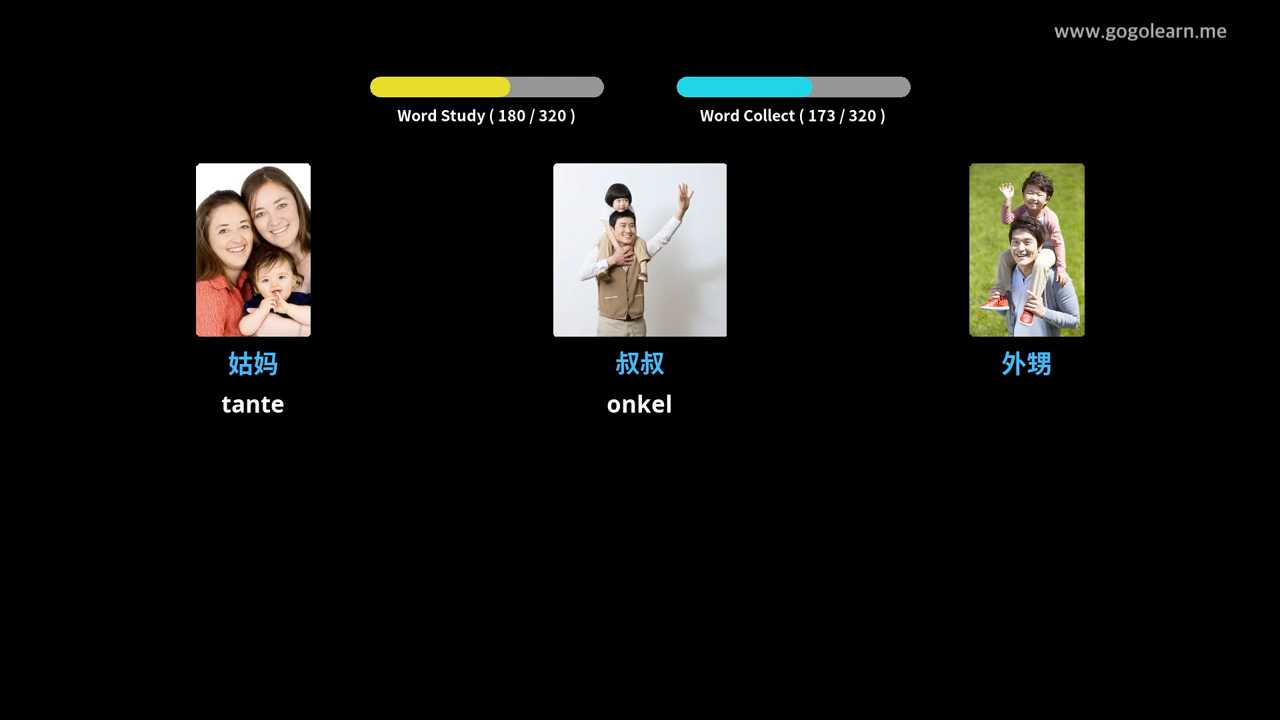 www.gogolearn.me
Word Study ( 180 / 320 )
Word Collect ( 173 / 320 )
姑妈
叔叔
外甥
tante
onkel